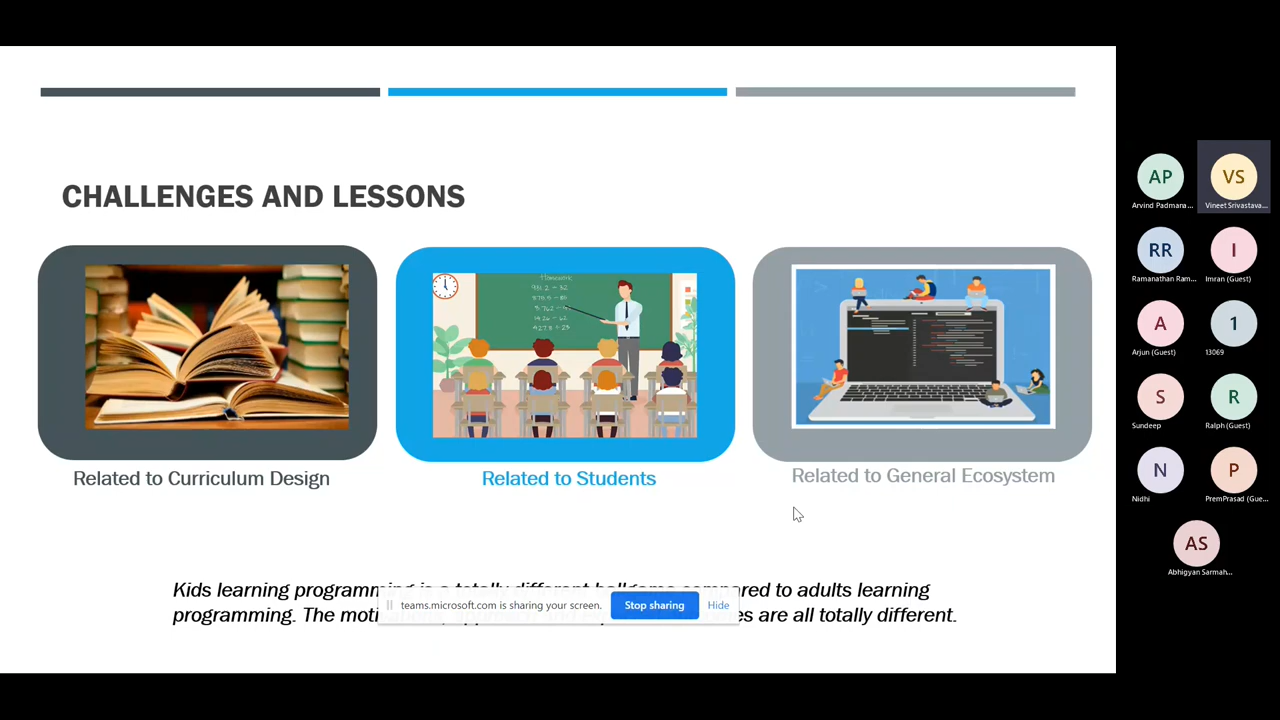 CHALLENGES AND LESSONS
Homework
Related to Curriculum Design
Related to Students
Related to General Ecosystem
Kids learning programming is a totally different ballgame compared to adults learning
programming. The are all totally different.
teams.microsoft.com is sharing your screen. Stop sharing Hide
AP
Arvind Padmana...
VS
Vineet Srivastava...
RR
Ramanathan Ram...
I
Imran (Guest)
A
Arjun (Guest)
1
13069
S
Sundeep
R
Ralph (Guest)
N
Nidhi
P
PremPrasad (Gue...
AS
Abhigyan Sarmah...